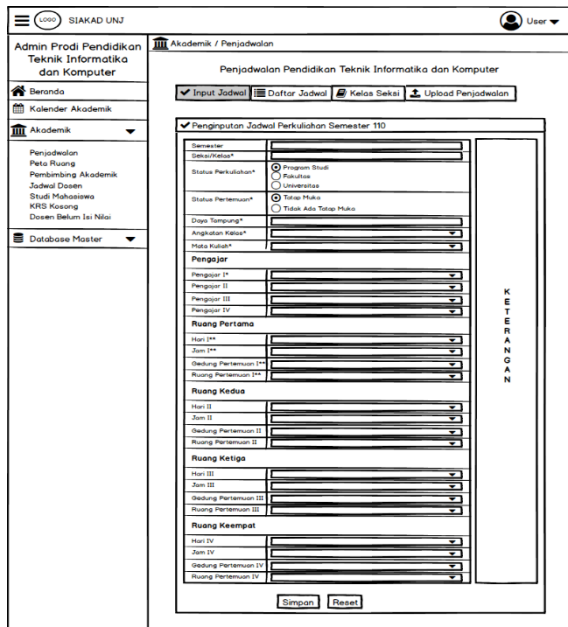 LOGO SIAKAD UNJ
User
Admin Prodi Pendidikan
Teknik Informatika
dan Komputer
Beranda
Kalender Akademik
Akademik
Penjadwalan
Peta Ruang
Pembimbing Akademik
Jadwal Dosen
Studi Mahasiswa
KRS Kosong
Dosen Belum Isi Nilai
Database Master
Akademik / Penjadwalan
Penjadwalan Pendidikan Teknik Informatika dan Komputer
Input Jadwal Daftar Jadwal Kelas Seksi Upload Penjadwalan
Penginputan Jadwal Perkuliahan Semester 110
Semester
Seksi/Kelas*
Status Perkuliahan*
Program Studi
Fakultas
Universitas
Status Pertemuan*
Tatap Muka
Tidak Ada Tatap Muka
Daya Tampung*
Angkatan Kelas*
Mata Kuliah*
Pengajar
Pengajar I*
Pengajar II
Pengajar III
Pengajar IV
Ruang Pertama
Hari I**
Jam I**
Gedung Pertemuan I**
Ruang Pertemuan I**
Ruang Kedua
Hari II
Jam II
Gedung Pertemuan II
Ruang Pertemuan II
Ruang Ketiga
Hari III
Jam III
Gedung Pertemuan III
Ruang Pertemuan III
Ruang Keempat
Hari IV
Jam IV
Gedung Pertemuan IV
Ruang Pertemuan IV
KETERANGAN
Simpan Reset